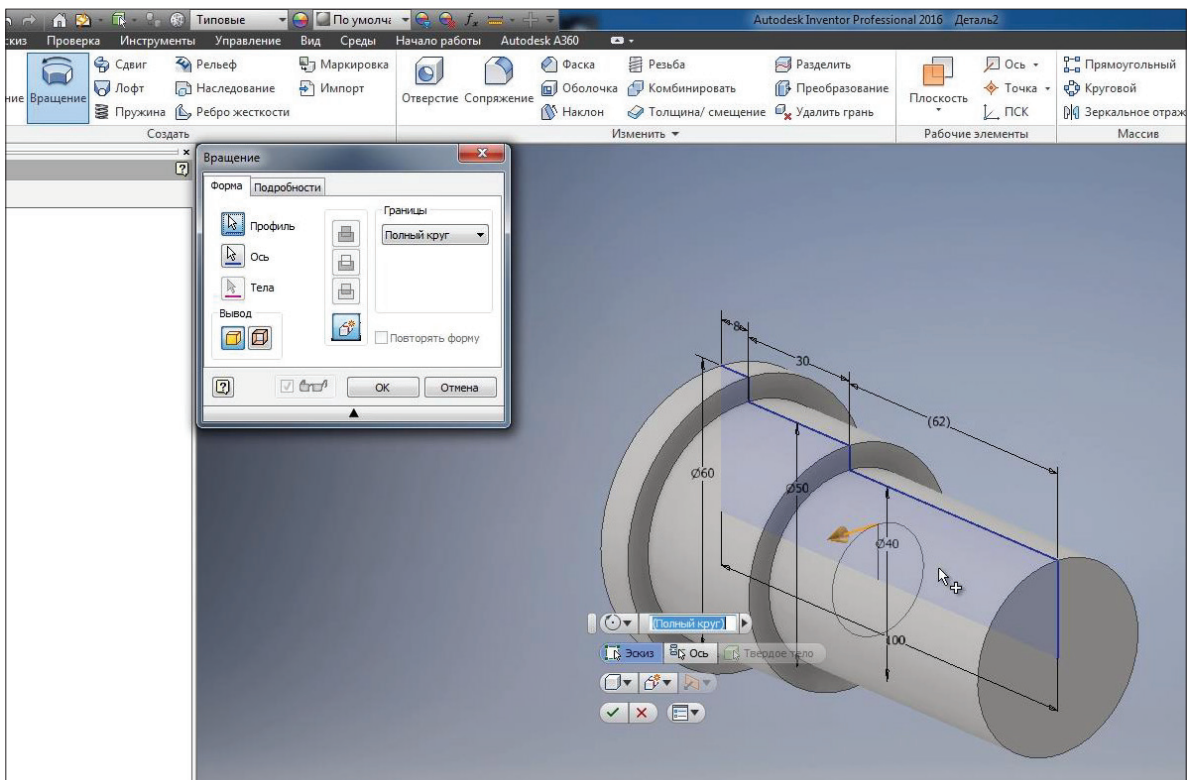 Типовые По умолча fx Autodesk Inventor Professional 2016 Деталь2
скиз Проверка Инструменты Управление Вид Среды Начало работы Autodesk A360
Сдвиг Рельеф Маркировка Фаска Резьба Разделить Ось Прямоугольный
ние Вращение Лофт Наследование Импорт Отверстие Сопряжение Оболочка Комбинировать Преобразование Плоскость Точка Круговой
Пружина Ребро жесткости Наклон Толщина/ смещение Удалить грань ПСК Зеркальное отраж
Создать Изменить Рабочие элементы Массив
Вращение
Форма Подробности
Границы
Профиль
Полный круг
Ось
Тела
Вывод
Повторять форму
ОК Отмена
8
30
(62)
Ø60
Ø50
Ø40
100
(Полный круг)
Эскиз Ось Твердое тело